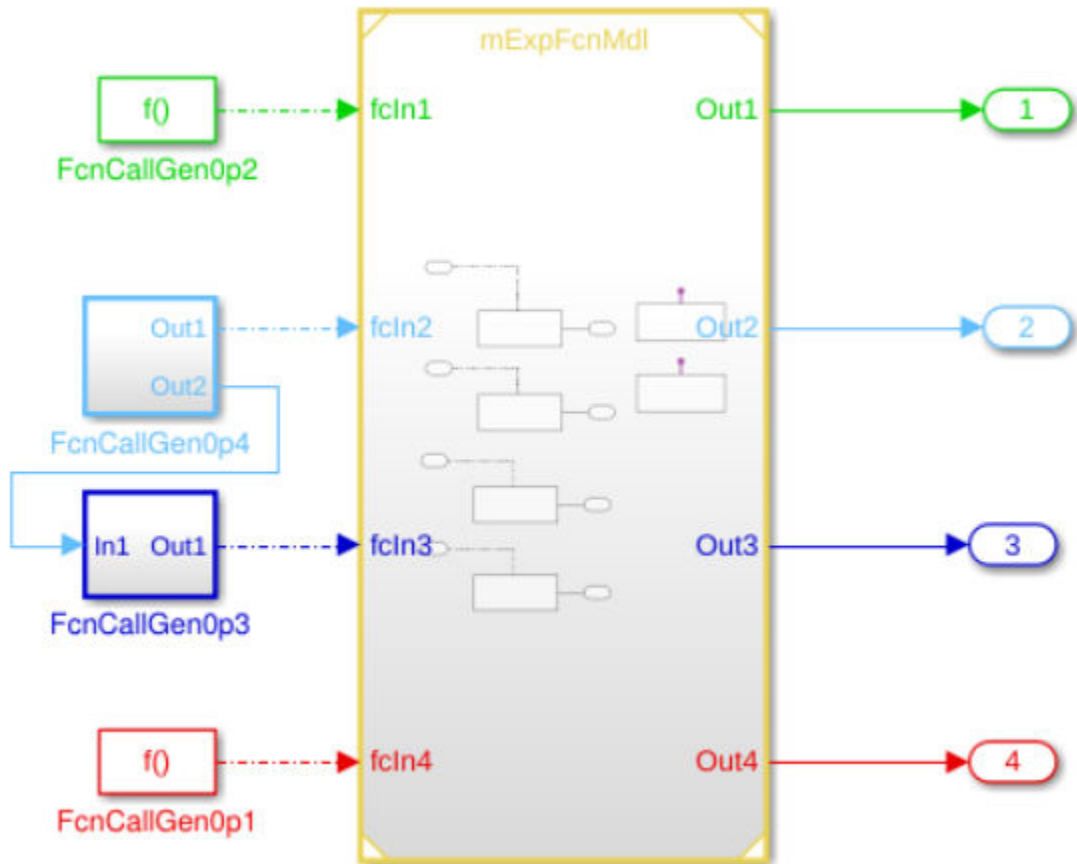 mExpFcnMdl
f()
fcIn1
Out1
1
FcnCallGen0p2
Out1
fcIn2
Out2
2
Out2
FcnCallGen0p4
In1
Out1
fcIn3
Out3
3
FcnCallGen0p3
f()
fcIn4
Out4
4
FcnCallGen0p1